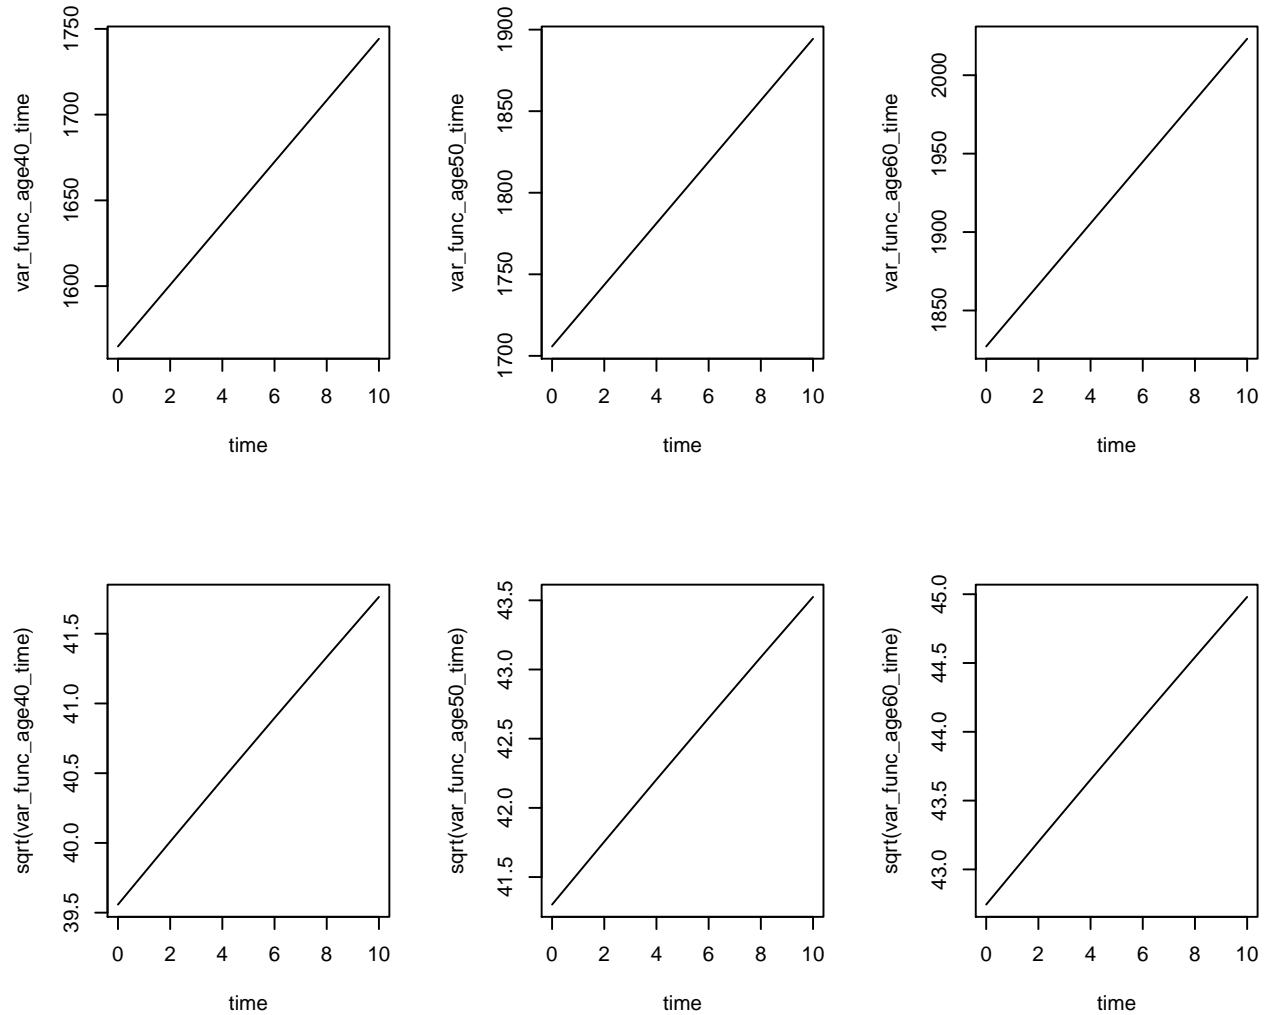 var_func_age40_time
1600 1650 1700 1750
0 2 4 6 8 10
time
var_func_age50_time
1700 1750 1800 1850 1900
0 2 4 6 8 10
time
var_func_age60_time
1850 1900 1950 2000
0 2 4 6 8 10
time
sqrt(var_func_age40_time)
39.5 40.0 40.5 41.0 41.5
0 2 4 6 8 10
time
sqrt(var_func_age50_time)
41.5 42.0 42.5 43.0 43.5
0 2 4 6 8 10
time
sqrt(var_func_age60_time)
43.0 43.5 44.0 44.5 45.0
0 2 4 6 8 10
time